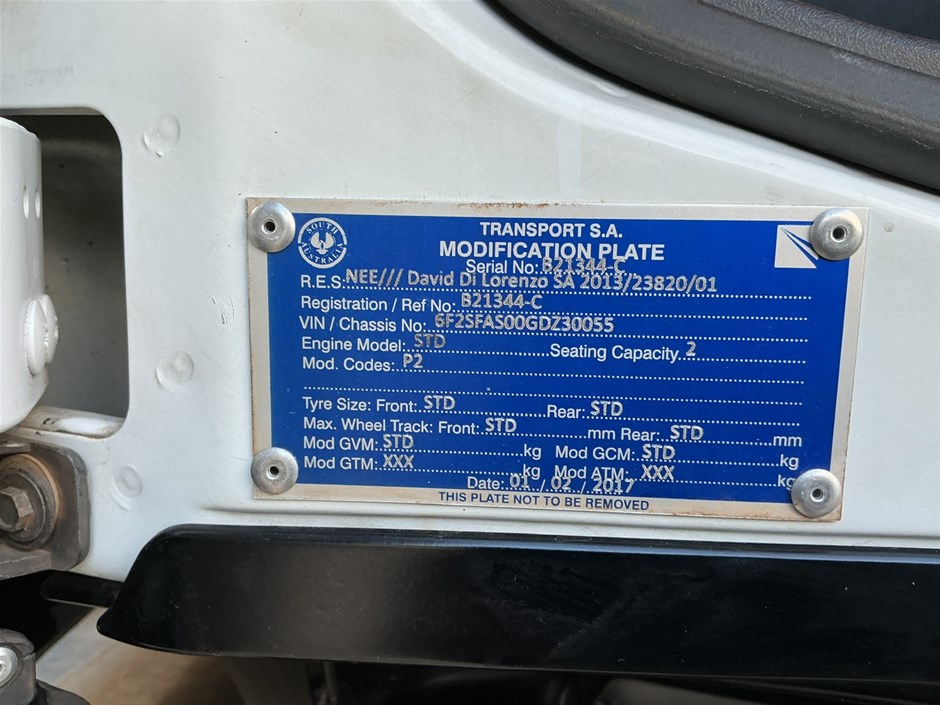 SOUTH AUSTRALIA
TRANSPORT S.A.
MODIFICATION PLATE
Serial No: B21344-C
R.E.S: NEE/// David Di Lorenzo SA 2013/23820/01
Registration / Ref No: B21344-C
VIN / Chassis No: 6F2SFAS00GDZ30055
Engine Model: STD Seating Capacity 2
Mod. Codes: P2
Tyre Size: Front: STD Rear: STD
Max. Wheel Track: Front: STD mm Rear: STD mm
Mod GVM: STD kg Mod GCM: STD kg
Mod GTM: XXX kg Mod ATM: XXX kg
Date: 01 / 02 / 2017
THIS PLATE NOT TO BE REMOVED